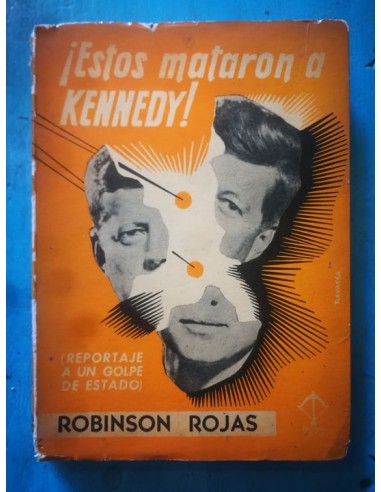 ¡Estos mataron a
KENNEDY!
(REPORTAJE
A UN GOLPE
DE ESTADO)
ROBINSON ROJAS